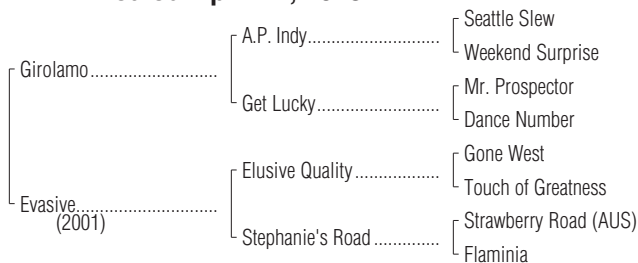 Seattle Slew
A.P. Indy
Weekend Surprise
Girolamo
Mr. Prospector
Get Lucky
Dance Number
Gone West
Elusive Quality
Touch of Greatness
Evasive
(2001)
Strawberry Road (AUS)
Stephanie's Road
Flaminia